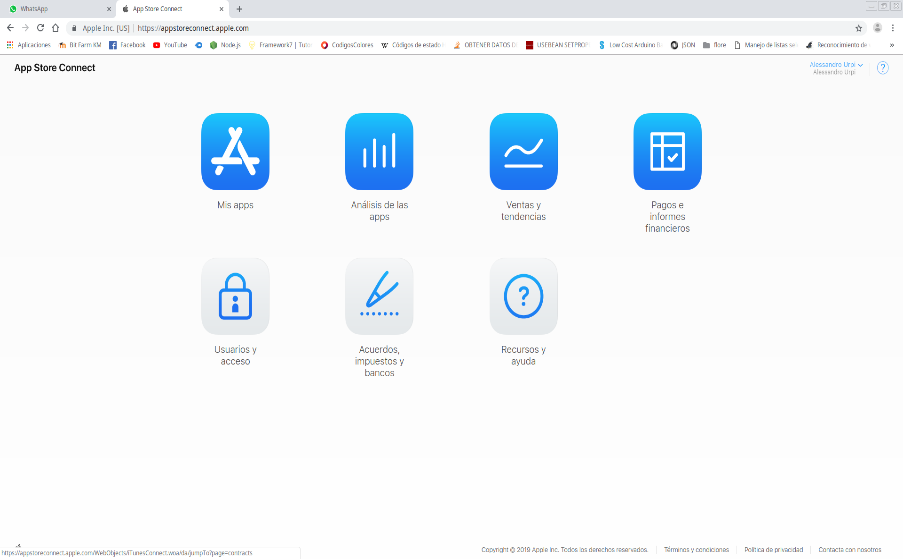 WhatsApp
App Store Connect
Apple Inc. [US]
https://appstoreconnect.apple.com
Aplicaciones
Bit Farm KM
Facebook
YouTube
Node.js
Framework7 | Tuto
CodigosColores
Códigos de estado
OBTENER DATOS D
USEBEAN SETPROP
Low Cost Arduino
JSON
flore
Manejo de listas se
Reconocimiento de
»
App Store Connect
Alessandro Urpi
Alessandro Urpi
?
Mis apps
Análisis de las
apps
Ventas y
tendencias
Pagos e
informes
financieros
Usuarios y
acceso
Acuerdos,
impuestos y
bancos
Recursos y
ayuda
https://appstoreconnect.apple.com/WebObjects/iTunesConnect.woa/da/jumpTo?page=contracts
Copyright © 2019 Apple Inc. Todos los derechos reservados.
Términos y condiciones
Política de privacidad
Contacta con nosotros